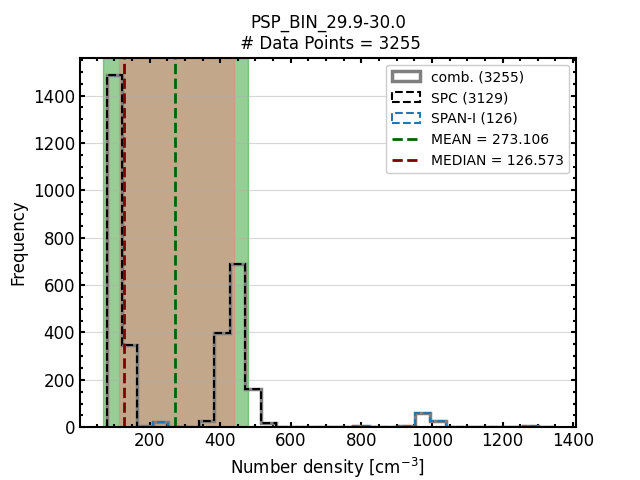 PSP_BIN_29.9-30.0
# Data Points = 3255
comb. (3255)
SPC (3129)
SPAN-I (126)
MEAN = 273.106
MEDIAN = 126.573
Frequency
1400
1200
1000
800
600
400
200
0
200 400 600 800 1000 1200 1400
Number density [cm⁻³]